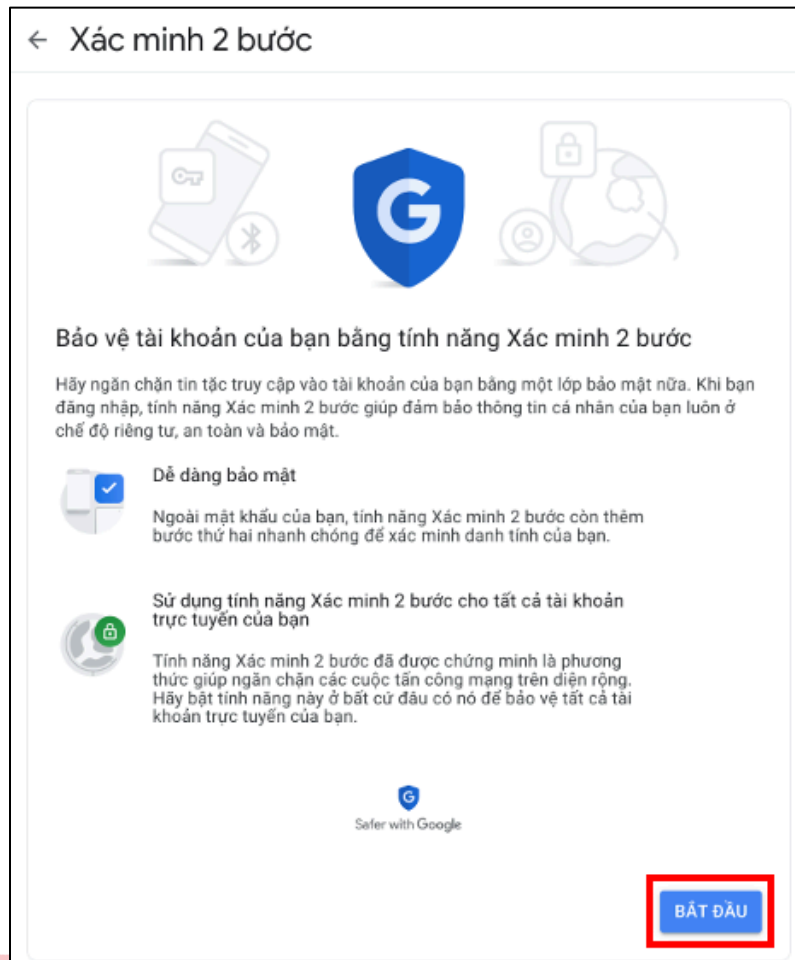 ← Xác minh 2 bước
G
Bảo vệ tài khoản của bạn bằng tính năng Xác minh 2 bước
Hãy ngăn chặn tin tặc truy cập vào tài khoản của bạn bằng một lớp bảo mật nữa. Khi bạn
đăng nhập, tính năng Xác minh 2 bước giúp đảm bảo thông tin cá nhân của bạn luôn ở
chế độ riêng tư, an toàn và bảo mật.
Dễ dàng bảo mật
Ngoài mật khẩu của bạn, tính năng Xác minh 2 bước còn thêm
bước thứ hai nhanh chóng để xác minh danh tính của bạn.
Sử dụng tính năng Xác minh 2 bước cho tất cả tài khoản
trực tuyến của bạn
Tính năng Xác minh 2 bước đã được chứng minh là phương
thức giúp ngăn chặn các cuộc tấn công mạng trên diện rộng.
Hãy bật tính năng này ở bất cứ đâu có nó để bảo vệ tất cả tài
khoản trực tuyến của bạn.
G
Safer with Google
BẮT ĐẦU